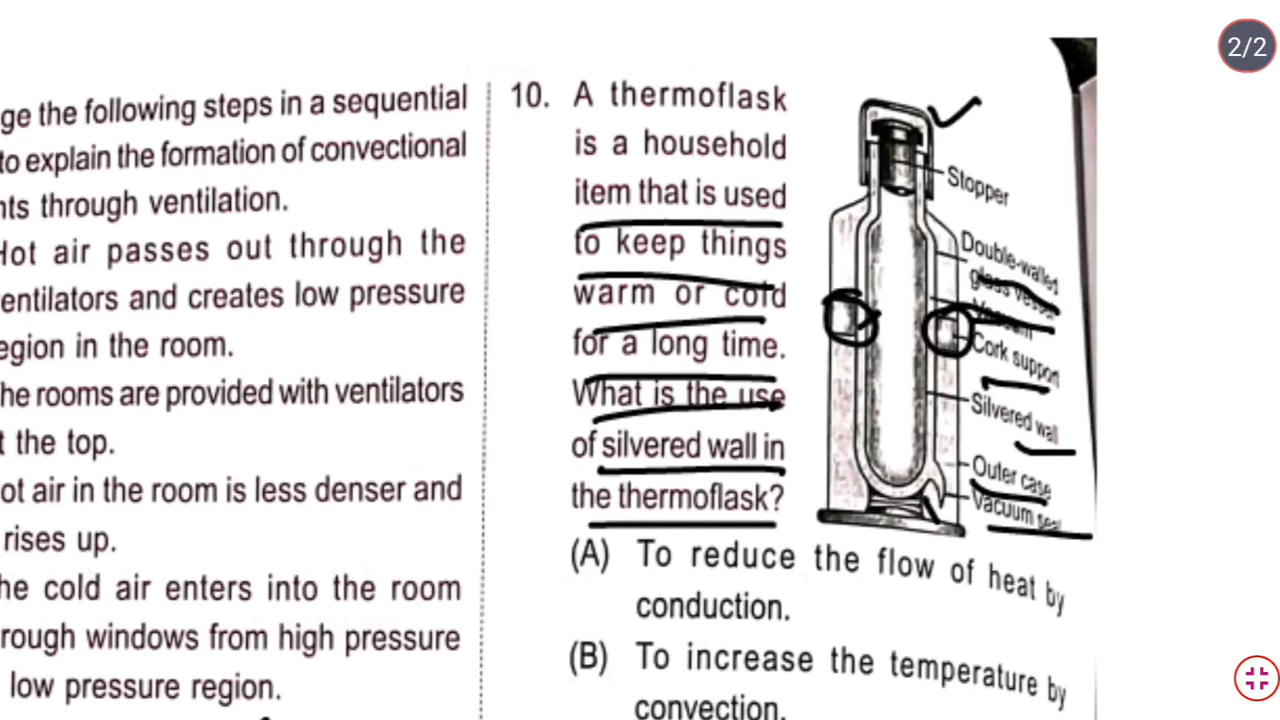 2/2
ge the following steps in a sequential
to explain the formation of convectional
nts through ventilation.
Hot air passes out through the
entilators and creates low pressure
egion in the room.
he rooms are provided with ventilators
t the top.
ot air in the room is less denser and
rises up.
he cold air enters into the room
rough windows from high pressure
low pressure region.
10. A thermoflask
is a household
item that is used
to keep things
warm or cold
for a long time.
What is the use
of silvered wall in
the thermoflask?
Stopper
Double-walled
glass vessel
Vacuum
Cork support
Silvered wall
Outer case
Vacuum seal
(A) To reduce the flow of heat by
conduction.
(B) To increase the temperature by
convection.